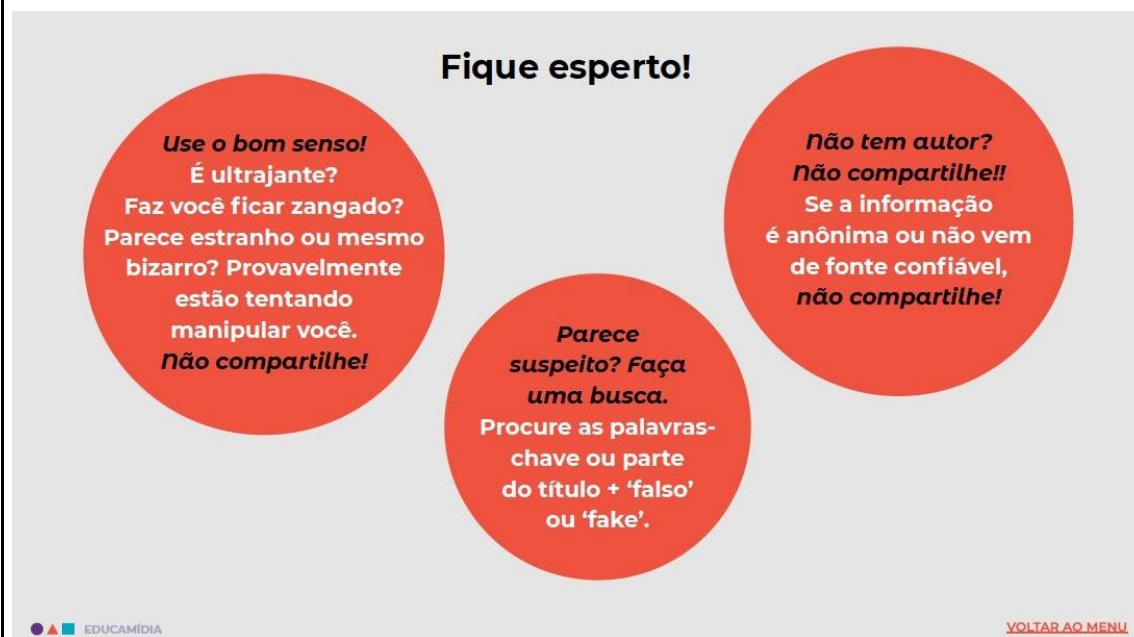 Fique esperto!
Use o bom senso!
É ultrajante?
Faz você ficar zangado?
Parece estranho ou mesmo
bizarro? Provavelmente
estão tentando
manipular você.
Não compartilhe!
Parece
suspeito? Faça
uma busca.
Procure as palavras-
chave ou parte
do título + ‘falso’
ou ‘fake’.
Não tem autor?
Não compartilhe!!
Se a informação
é anônima ou não vem
de fonte confiável,
não compartilhe!
EDUCAMÍDIA
VOLTAR AO MENU